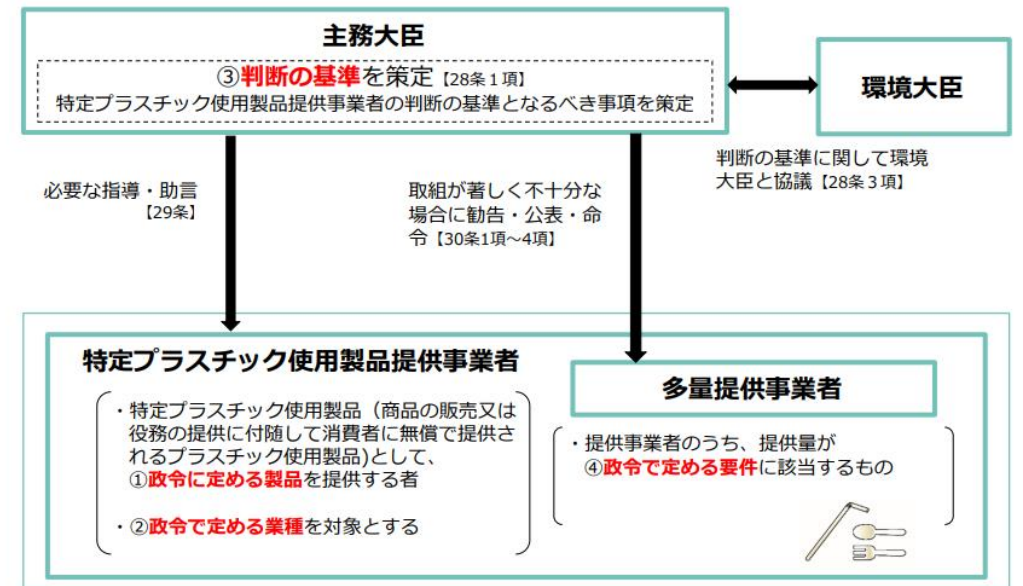 主務大臣
③判断の基準を策定【28条1項】
特定プラスチック使用製品提供事業者の判断の基準となるべき事項を策定
環境大臣
判断の基準に関して環境
大臣と協議【28条3項】
必要な指導・助言
【29条】
取組が著しく不十分な
場合に勧告・公表・命
令【30条1項～4項】
特定プラスチック使用製品提供事業者
・特定プラスチック使用製品（商品の販売又は
役務の提供に付随して消費者に無償で提供さ
れるプラスチック使用製品)として、
①政令に定める製品を提供する者
・②政令で定める業種を対象とする
多量提供事業者
・提供事業者のうち、提供量が
④政令で定める要件に該当するもの